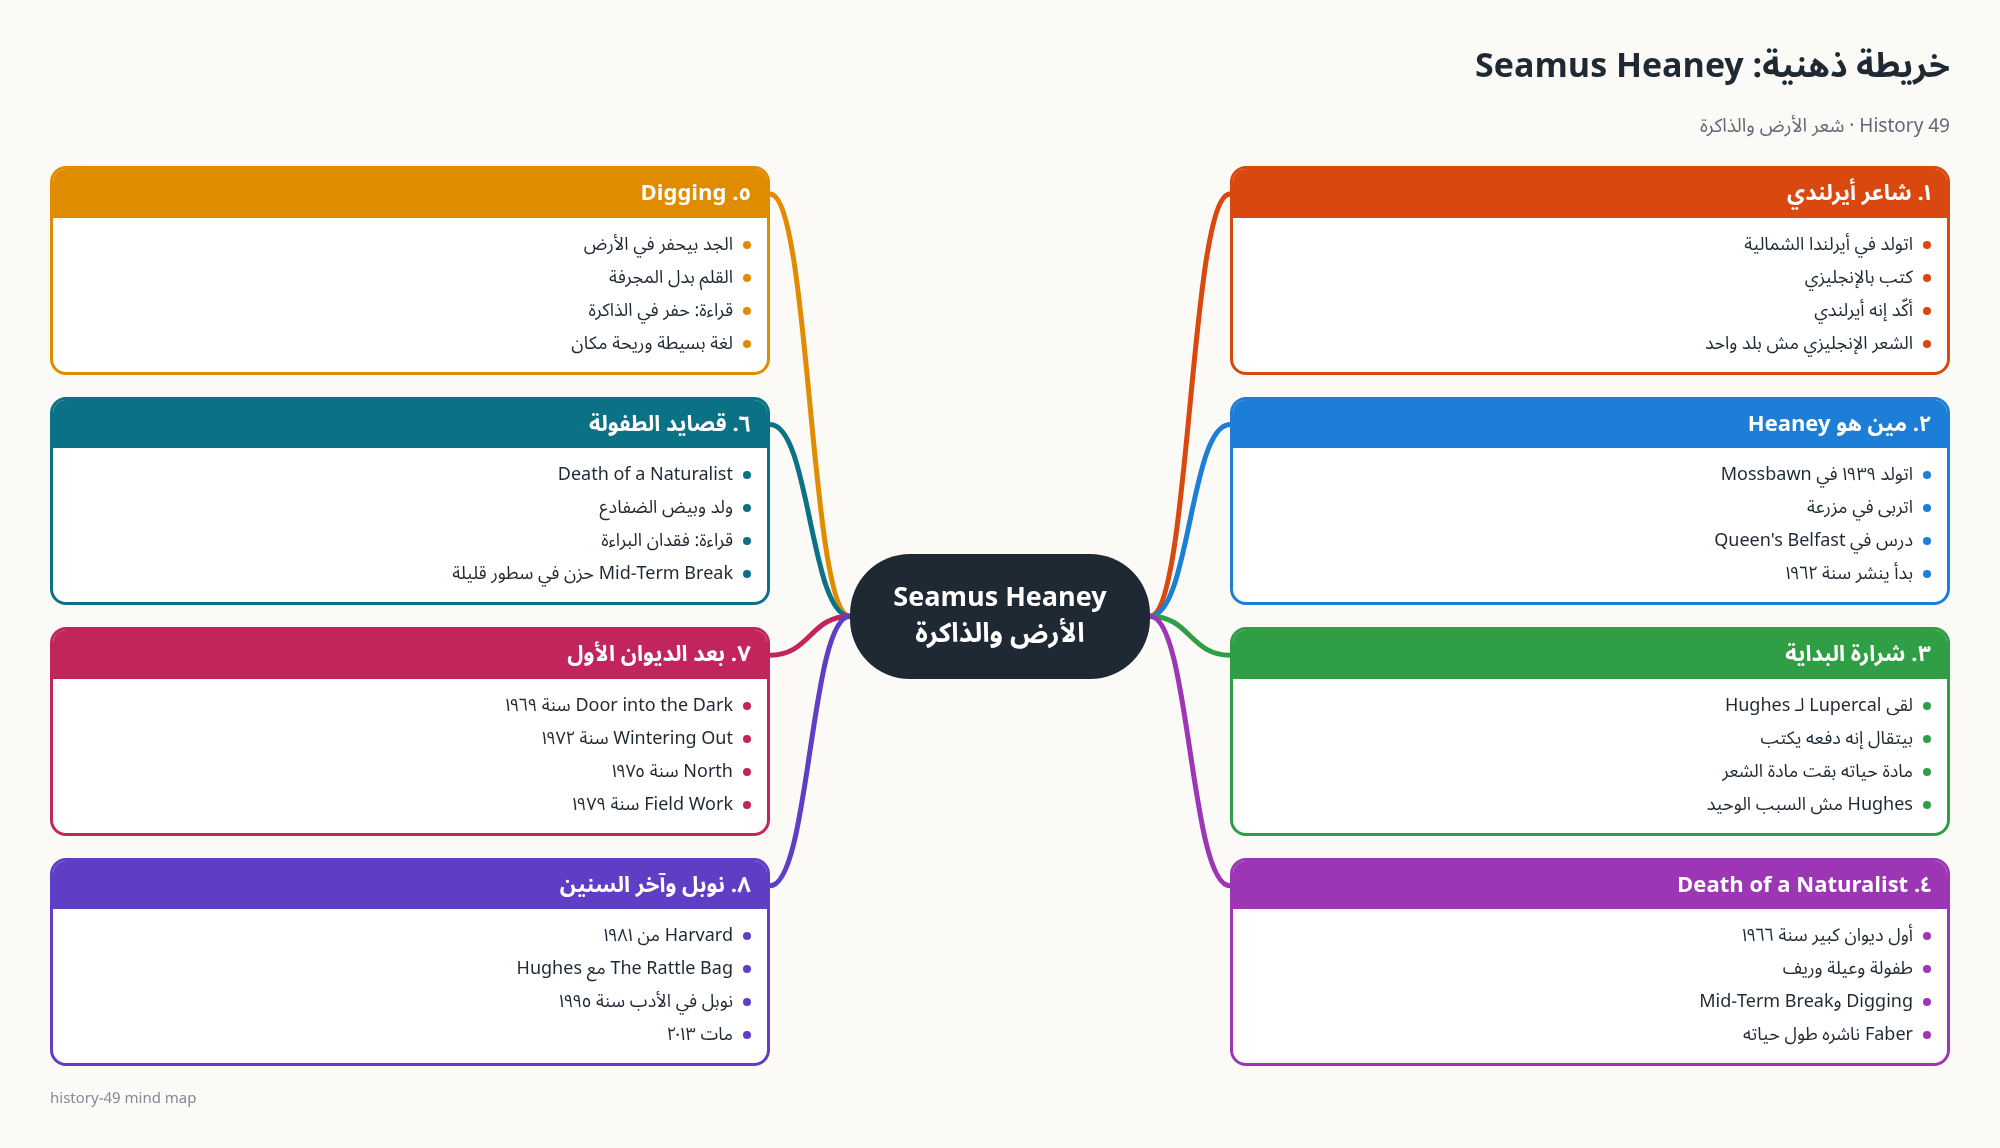 خريطة ذهنية: Seamus Heaney
History 49 · شعر الأرض والذاكرة
١. شاعر أيرلندي
اتولد في أيرلندا الشمالية
كتب بالإنجليزي
أكّد إنه أيرلندي
الشعر الإنجليزي مش بلد واحد
٢. مين هو Heaney
اتولد ١٩٣٩ في Mossbawn
اتربى في مزرعة
درس في Queen's Belfast
بدأ ينشر سنة ١٩٦٢
٣. شرارة البداية
لقى Lupercal لـ Hughes
بيتقال إنه دفعه يكتب
مادة حياته بقت مادة الشعر
Hughes مش السبب الوحيد
٤. Death of a Naturalist
أول ديوان كبير سنة ١٩٦٦
طفولة وعيلة وريف
Digging وMid-Term Break
Faber ناشره طول حياته
Seamus Heaney
الأرض والذاكرة
٥. Digging
الجد بيحفر في الأرض
القلم بدل المجرفة
قراءة: حفر في الذاكرة
لغة بسيطة وريحة مكان
٦. قصايد الطفولة
Death of a Naturalist
ولد وبيض الضفادع
قراءة: فقدان البراءة
Mid-Term Break حزن في سطور قليلة
٧. بعد الديوان الأول
Door into the Dark سنة ١٩٦٩
Wintering Out سنة ١٩٧٢
North سنة ١٩٧٥
Field Work سنة ١٩٧٩
٨. نوبل وآخر السنين
Harvard من ١٩٨١
The Rattle Bag مع Hughes
نوبل في الأدب سنة ١٩٩٥
مات ٢٠١٣
history-49 mind map